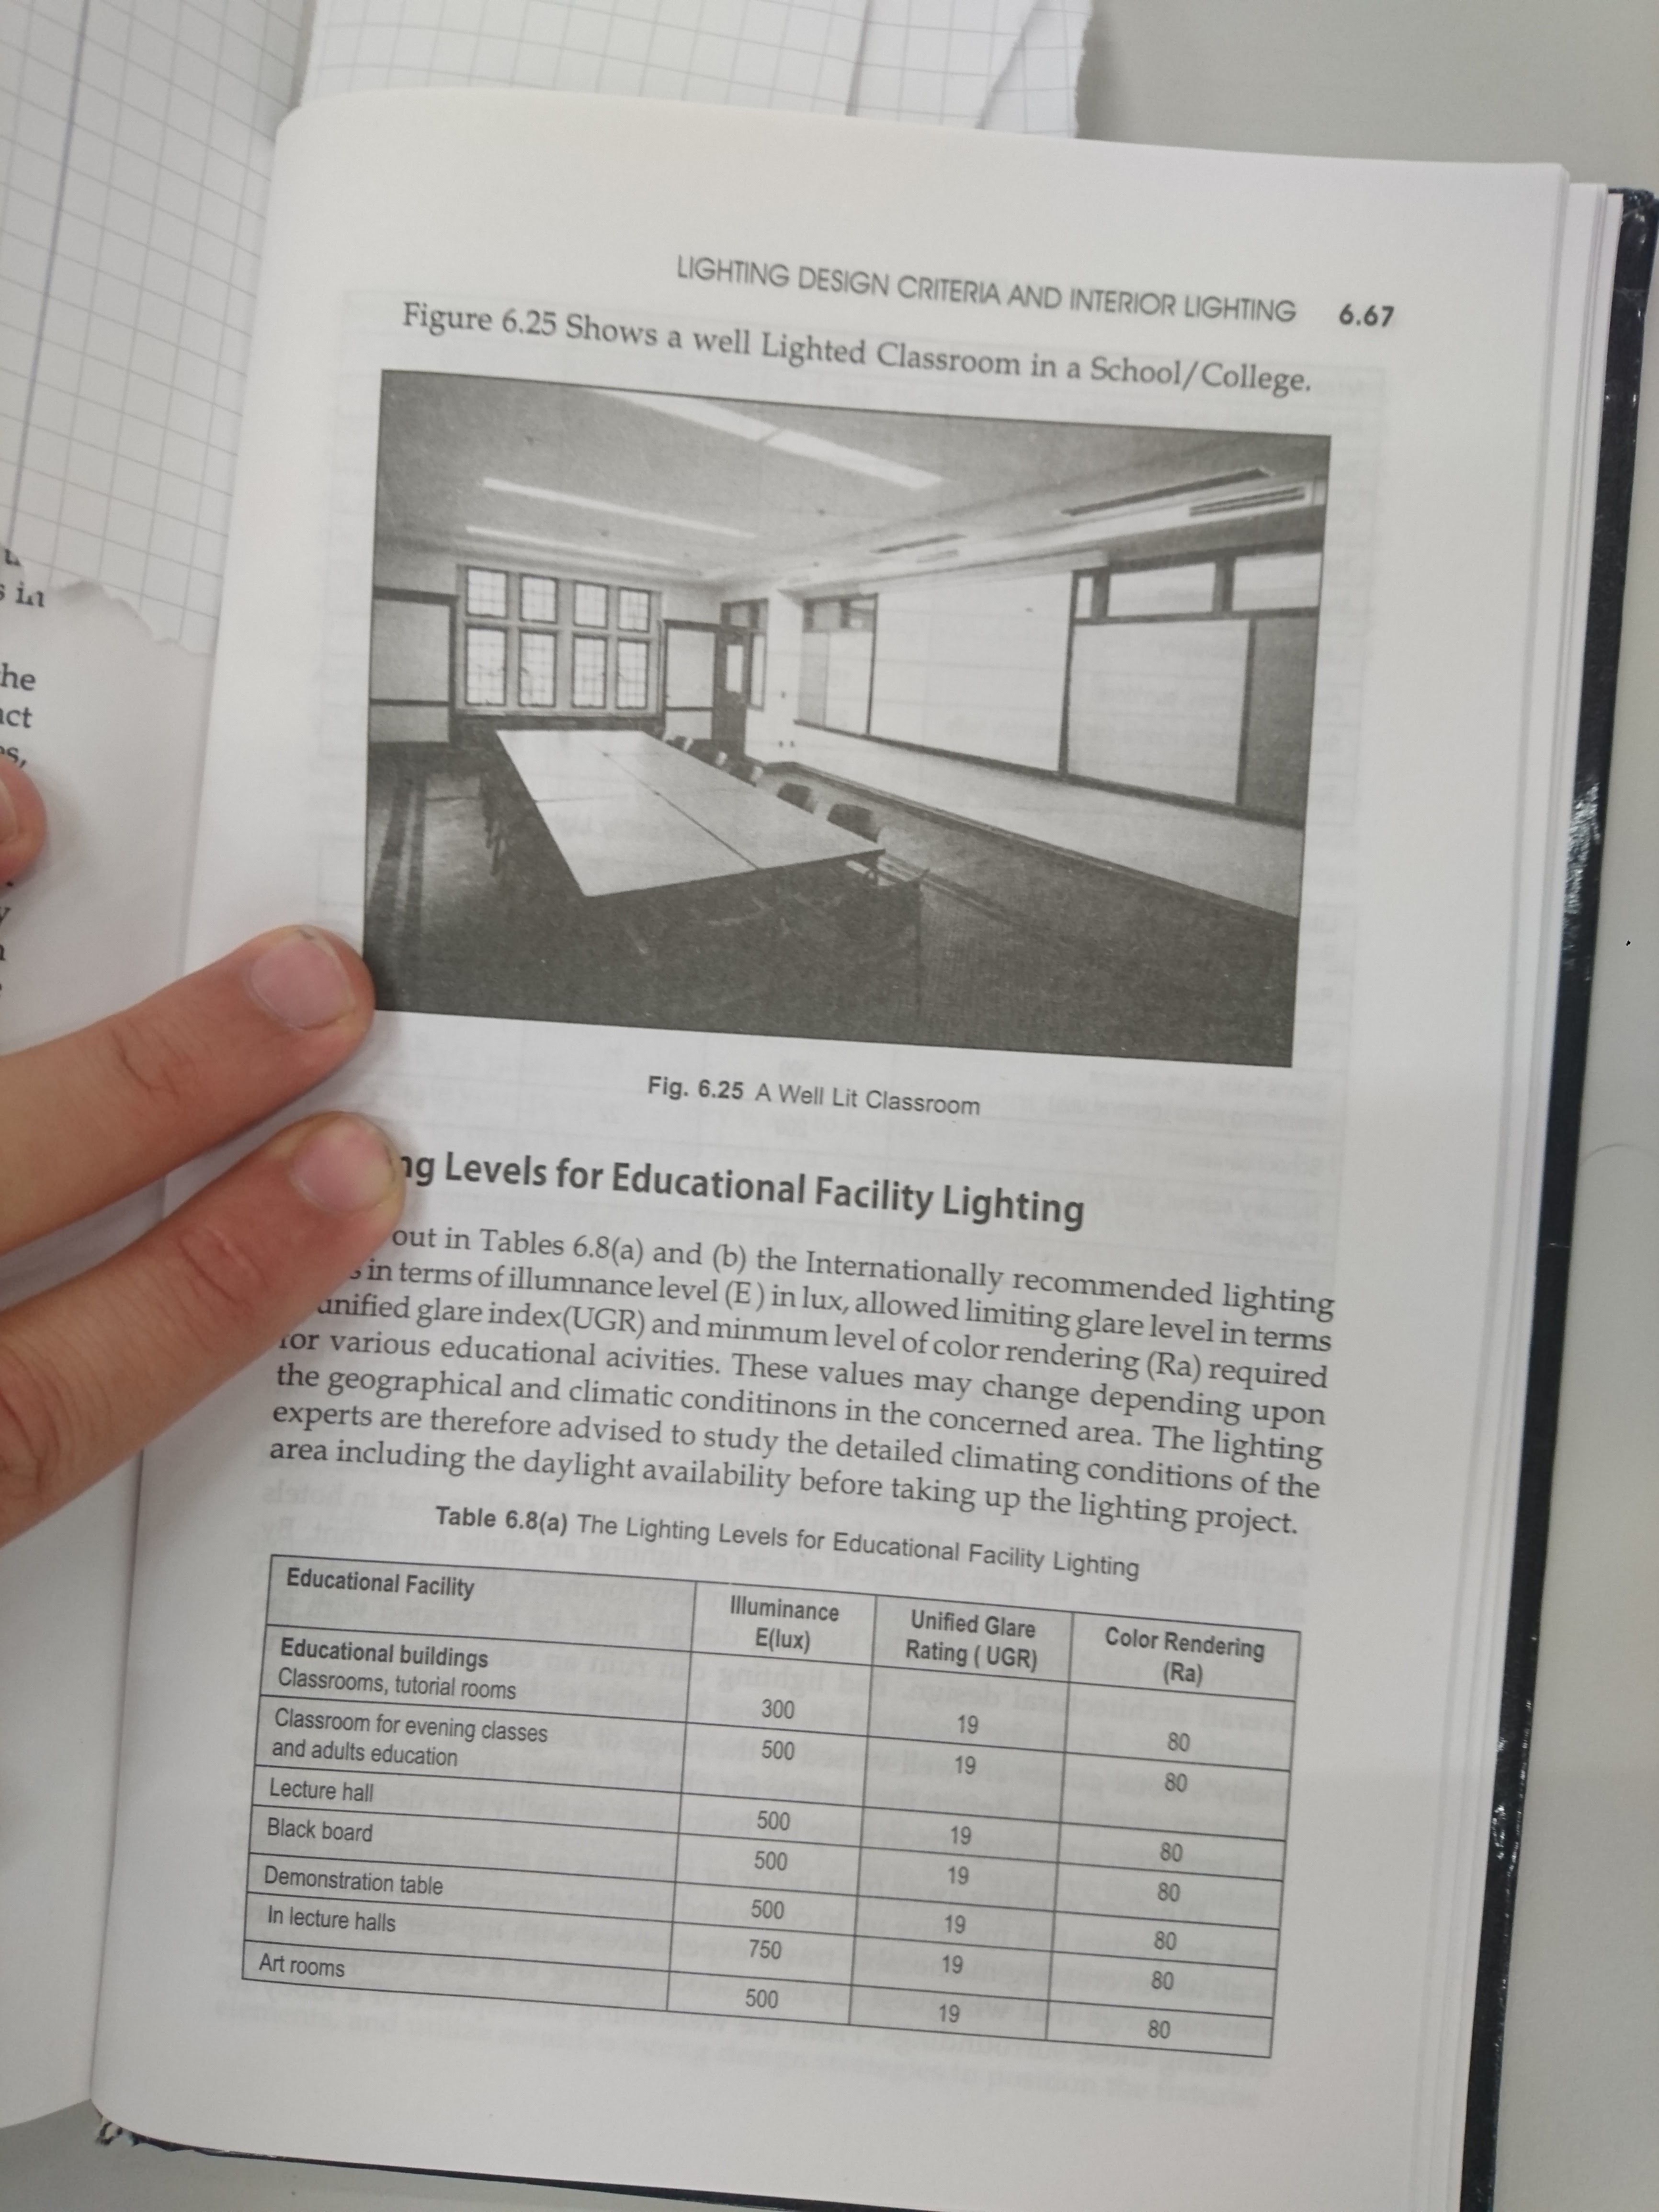 s in
he
act
es,
y
LIGHTING DESIGN CRITERIA AND INTERIOR LIGHTING 6.67
Figure 6.25 Shows a well Lighted Classroom in a School/College.
Fig. 6.25 A Well Lit Classroom
ng Levels for Educational Facility Lighting
out in Tables 6.8(a) and (b) the Internationally recommended lighting
s in terms of illumnance level (E) in lux, allowed limiting glare level in terms
unified glare index(UGR) and minmum level of color rendering (Ra) required
for various educational acivities. These values may change depending upon
the geographical and climatic conditinons in the concerned area. The lighting
experts are therefore advised to study the detailed climating conditions of the
area including the daylight availability before taking up the lighting project.
Table 6.8(a) The Lighting Levels for Educational Facility Lighting
Educational Facility Illuminance Unified Glare Color Rendering
E(lux) Rating ( UGR) (Ra)
Educational buildings
Classrooms, tutorial rooms 300 19 80
Classroom for evening classes 500 19 80
and adults education
Lecture hall 500 19 80
Black board 500 19 80
Demonstration table 500 19 80
In lecture halls 750 19 80
Art rooms 500 19 80